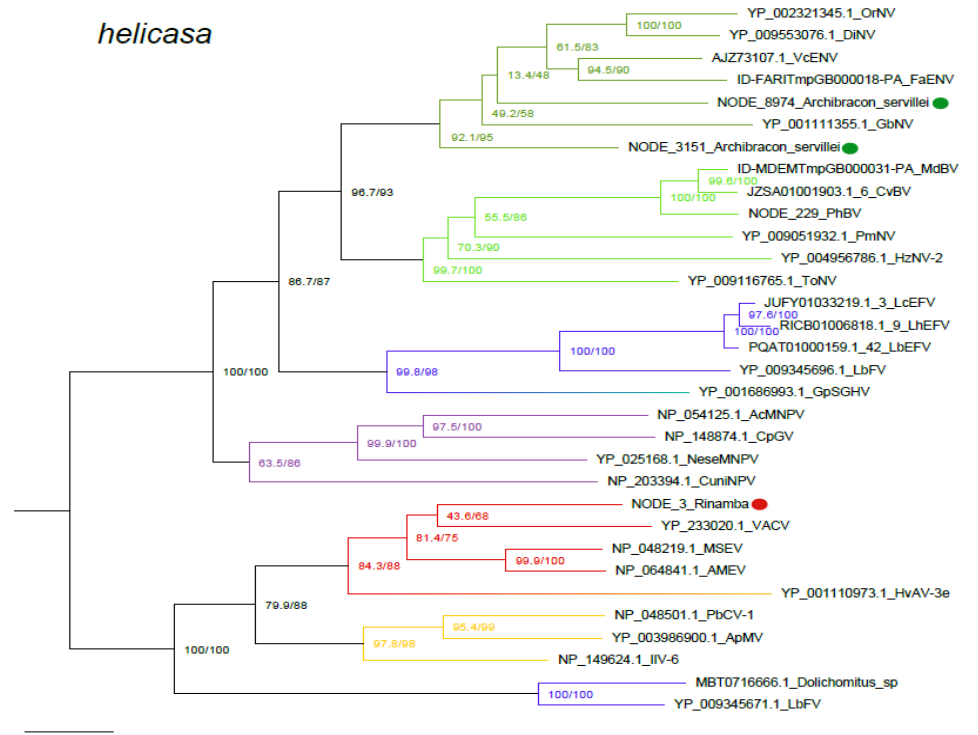 helicasa
YP_002321345.1_OrNV
100/100
YP_009553076.1_DiNV
61.5/83
AJZ73107.1_VcENV
13.4/48
94.5/90
ID-FARITmpGB000018-PA_FaENV
NODE_8974_Archibracon_servillei
49.2/58
YP_001111355.1_GbNV
92.1/95
NODE_3151_Archibracon_servillei
ID-MDEMTmpGB000031-PA_MdBV
99.6/100
96.7/93
JZSA01001903.1_6_CvBV
100/100
NODE_229_PhBV
55.5/86
YP_009051932.1_PmNV
70.3/90
YP_004956786.1_HzNV-2
99.7/100
86.7/87
YP_009116765.1_ToNV
JUFY01033219.1_3_LcEFV
97.6/100
RICB01006818.1_9_LhEFV
100/100
PQAT01000159.1_42_LbEFV
100/100
YP_009345696.1_LbFV
100/100
99.8/98
YP_001686993.1_GpSGHV
NP_054125.1_AcMNPV
97.5/100
NP_148874.1_CpGV
99.9/100
YP_025168.1_NeseMNPV
63.5/86
NP_203394.1_CuniNPV
NODE_3_Rinamba
43.6/68
YP_233020.1_VACV
81.4/75
NP_048219.1_MSEV
99.9/100
84.3/88
NP_064841.1_AMEV
YP_001110973.1_HvAV-3e
79.9/88
NP_048501.1_PbCV-1
95.4/99
YP_003986900.1_ApMV
97.8/98
100/100
NP_149624.1_IIV-6
MBT0716666.1_Dolichomitus_sp
100/100
YP_009345671.1_LbFV